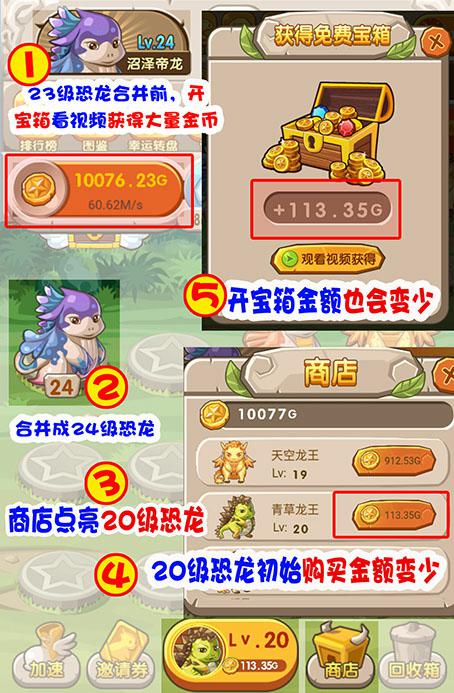 Lv.24
沼泽帝龙
1
23级恐龙合并前，开
宝箱看视频获得大量金币
排行榜 图鉴 幸运转盘
10076.23G
60.62M/s
获得免费宝箱
+113.35G
观看视频获得
5 开宝箱金额也会变少
24
2
合并成24级恐龙
3
商店点亮20级恐龙
商店
10077G
天空龙王
Lv: 19
912.53G
青草龙王
Lv: 20
113.35G
4 20级恐龙初始购买金额变少
加速
邀请券
Lv.20
113.35G
商店
回收箱